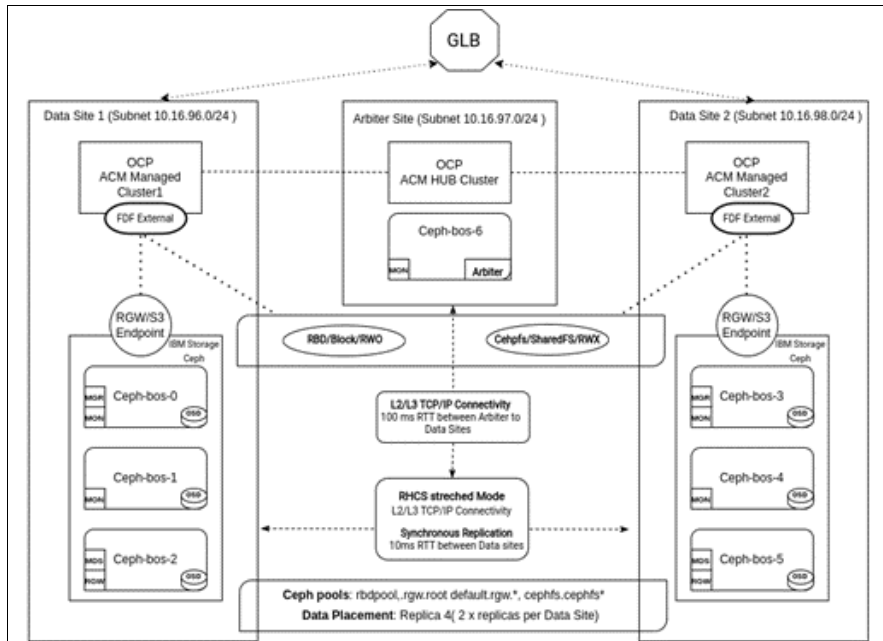 GLB
Data Site 1 (Subnet 10.16.96.0/24 )
Arbiter Site (Subnet 10.16.97.0/24 )
Data Site 2 (Subnet 10.16.98.0/24 )
OCP
ACM Managed
Cluster1
FDF External
OCP
ACM HUB Cluster
OCP
ACM Managed
Cluster2
FDF External
Ceph-bos-6
MON
Arbiter
RGW/S3
Endpoint
RBD/Block/RWO
Cehpfs/SharedFS/RWX
RGW/S3
Endpoint
IBM Storage
Ceph
Ceph-bos-0
MGR
MON
OSD
Ceph-bos-1
MON
OSD
Ceph-bos-2
MDS
RGW
OSD
L2/L3 TCP/IP Connectivity
100 ms RTT between Arbiter to
Data Sites
RHCS streched Mode
L2/L3 TCP/IP Connectivity
Synchronous Replication
10ms RTT between Data sites
IBM Storage
Ceph
Ceph-bos-3
MGR
MON
OSD
Ceph-bos-4
MON
OSD
Ceph-bos-5
MDS
RGW
OSD
Ceph pools: rbdpool,.rgw.root default.rgw.*, cephfs.cephfs*
Data Placement: Replica 4( 2 x replicas per Data Site)